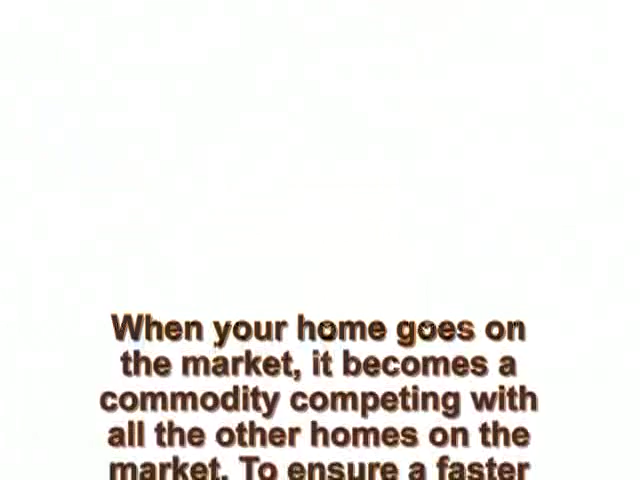 When your home goes on
the market, it becomes a
commodity competing with
all the other homes on the
market. To ensure a faster